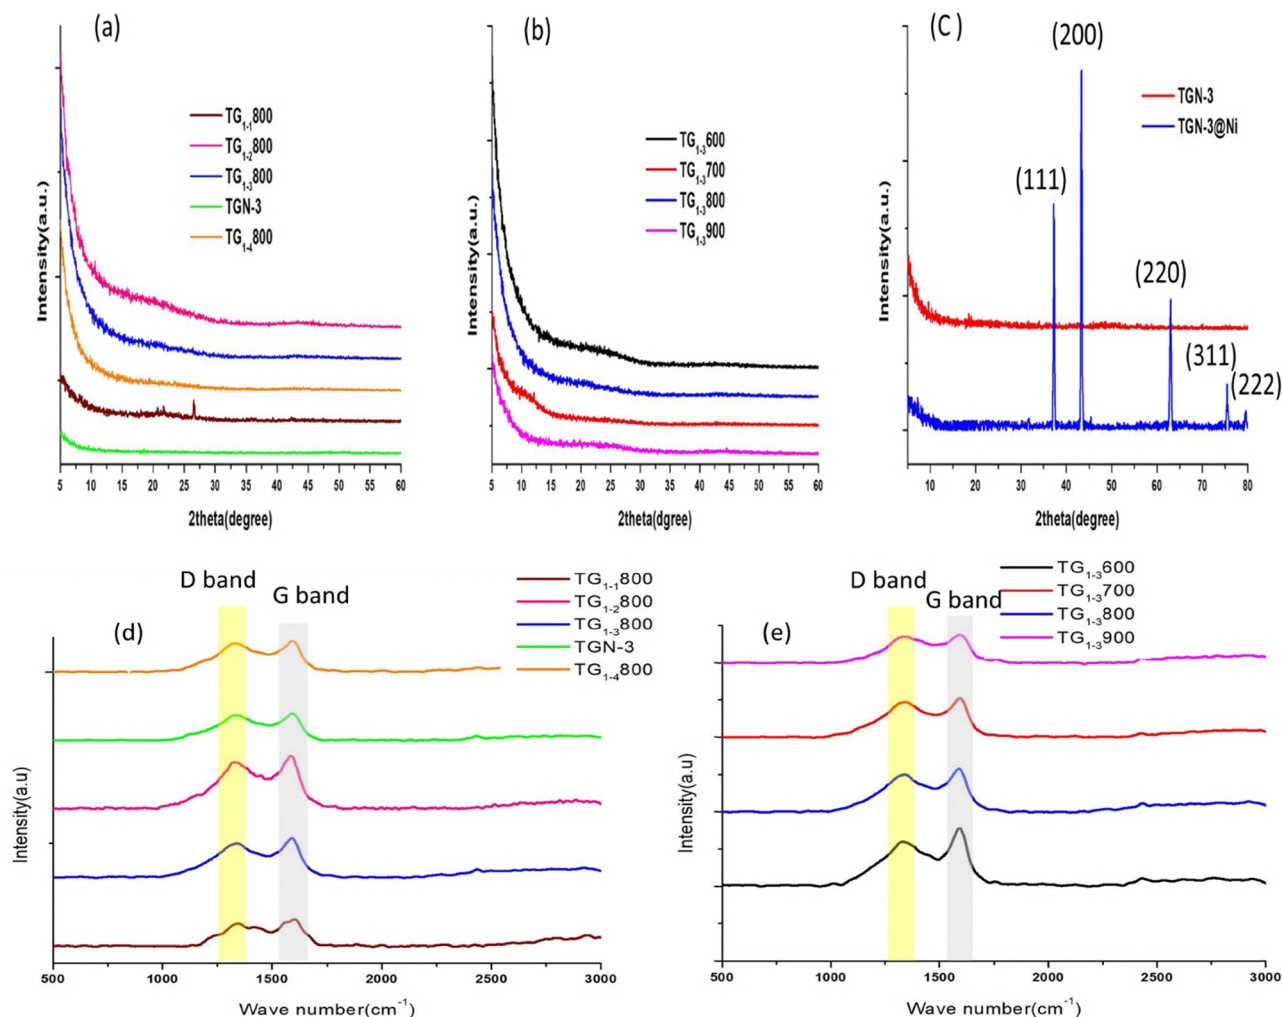 (a)
TG1-1800
TG1-2800
TG1-3800
TGN-3
TG1-4800
Intensity(a.u.)
5 10 15 20 25 30 35 40 45 50 55 60
2theta(degree)
(b)
TG1-3600
TG1-3700
TG1-3800
TG1-3900
Intensity(a.u.)
5 10 15 20 25 30 35 40 45 50 55 60
2theta(dgree)
(C)
(200)
TGN-3
TGN-3@Ni
(111)
(220)
(311)
(222)
Intensity(a.u.)
10 20 30 40 50 60 70 80
2theta(degree)
D band
G band
(d)
TG1-1800
TG1-2800
TG1-3800
TGN-3
TG1-4800
Intensity(a.u)
500 1000 1500 2000 2500 3000
Wave number(cm-1)
D band
G band
(e)
TG1-3600
TG1-3700
TG1-3800
TG1-3900
Intensity(a.u)
500 1000 1500 2000 2500 3000
Wave number(cm-1)